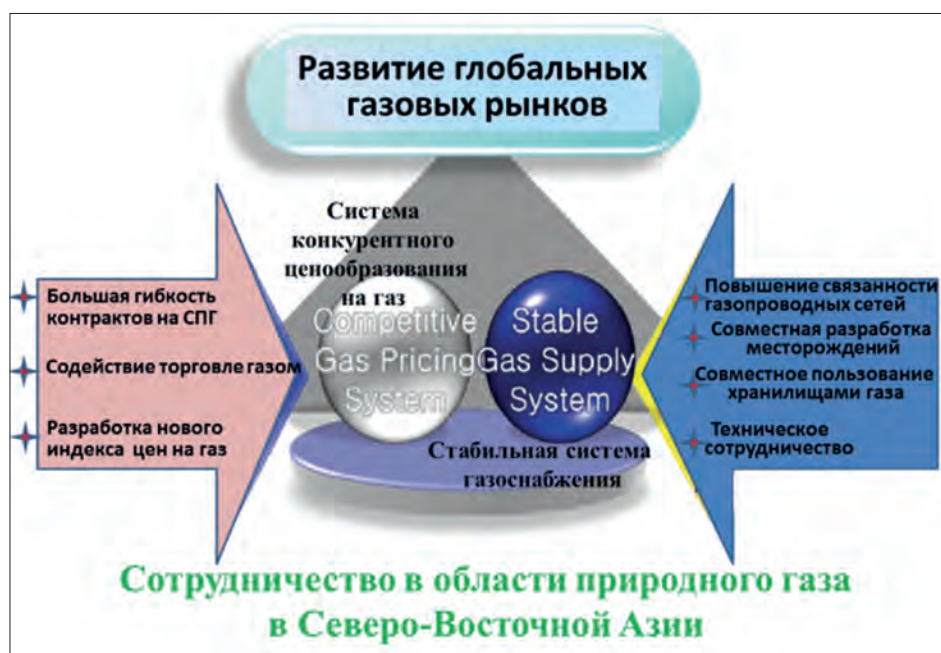 Развитие глобальных
газовых рынков
Система
конкурентного
ценообразования
на газ
Большая гибкость
контрактов на СПГ
Содействие торговле газом
Разработка нового
индекса цен на газ
Competitive
Gas Pricing
System
Stable
Gas Supply
System
Стабильная система
газоснабжения
Повышение связанности
газопроводных сетей
Совместная разработка
месторождений
Совместное пользование
хранилищами газа
Техническое
сотрудничество
Сотрудничество в области природного газа
в Северо-Восточной Азии